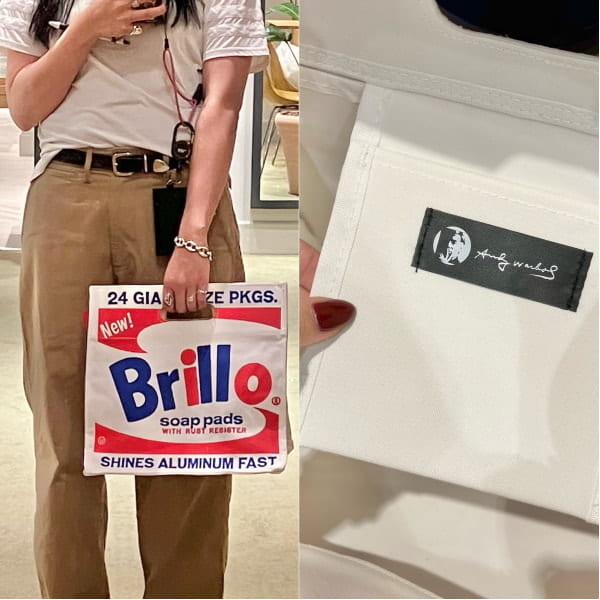 24 GIA ZE PKGS.
New!
Brillo®
soap pads
WITH RUST RESISTER
SHINES ALUMINUM FAST
Andy Warhol